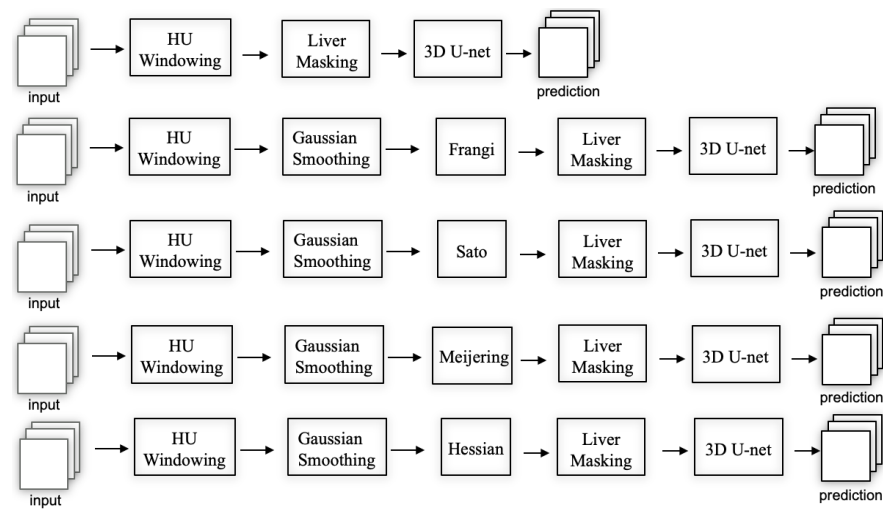 HU
Windowing
Liver
Masking
3D U-net
input
prediction
HU
Windowing
Gaussian
Smoothing
Frangi
Liver
Masking
3D U-net
input
prediction
HU
Windowing
Gaussian
Smoothing
Sato
Liver
Masking
3D U-net
input
prediction
HU
Windowing
Gaussian
Smoothing
Meijering
Liver
Masking
3D U-net
input
prediction
HU
Windowing
Gaussian
Smoothing
Hessian
Liver
Masking
3D U-net
input
prediction